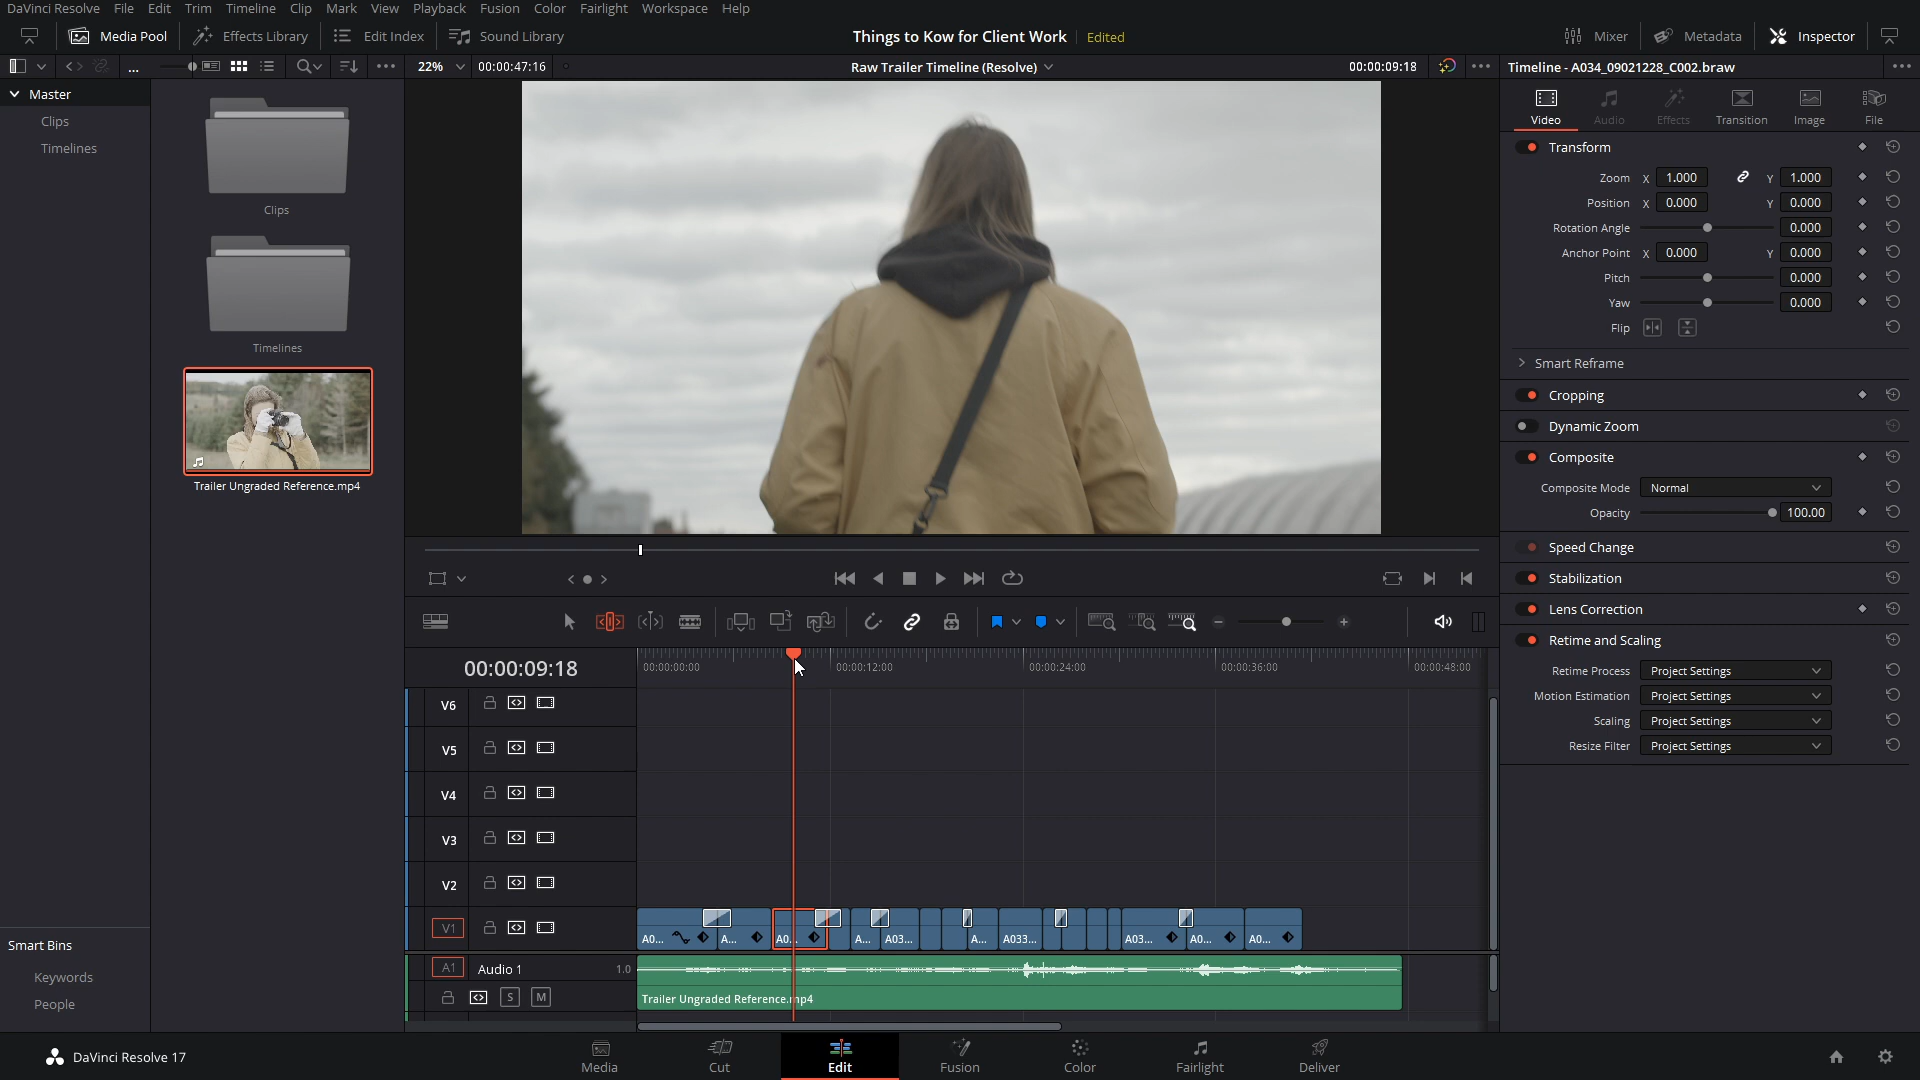 DaVinci Resolve File Edit Trim Timeline Clip Mark View Playback Fusion Color Fairlight Workspace Help
Media Pool Effects Library Edit Index Sound Library Things to Kow for Client Work Edited Mixer Metadata Inspector
... 22% 00:00:47:16 Raw Trailer Timeline (Resolve) 00:00:09:18 Timeline - A034_09021228_C002.braw
Master
Clips
Timelines
Clips
Timelines
Trailer Ungraded Reference.mp4
Smart Bins
Keywords
People
Video Audio Effects Transition Image File
Transform
Zoom X 1.000 Y 1.000
Position X 0.000 Y 0.000
Rotation Angle 0.000
Anchor Point X 0.000 Y 0.000
Pitch 0.000
Yaw 0.000
Flip
Smart Reframe
Cropping
Dynamic Zoom
Composite
Composite Mode Normal
Opacity 100.00
Speed Change
Stabilization
Lens Correction
Retime and Scaling
Retime Process Project Settings
Motion Estimation Project Settings
Scaling Project Settings
Resize Filter Project Settings
00:00:09:18 00:00:00:00 00:00:12:00 00:00:24:00 00:00:36:00 00:00:48:00
V6
V5
V4
V3
V2
V1 A0... A... A0... A... A03... A... A033... A03... A0... A0...
A1 Audio 1 1.0
S M Trailer Ungraded Reference.mp4
DaVinci Resolve 17 Media Cut Edit Fusion Color Fairlight Deliver